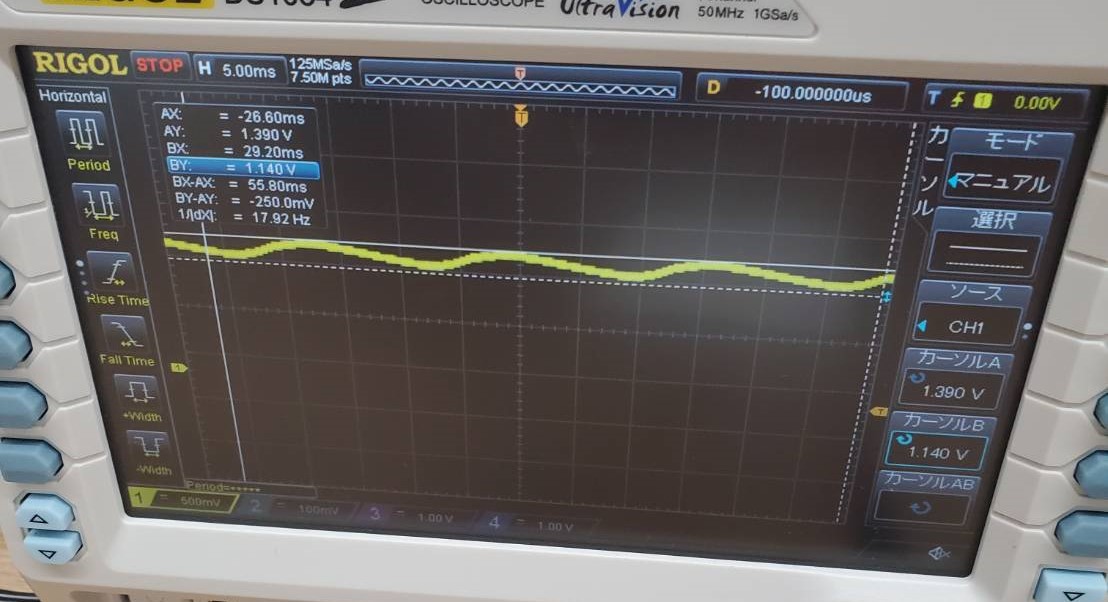 OSCILLOSCOPE UltraVision
50MHz 1GSa/s
RIGOL STOP H 5.00ms 125MSa/s
7.50M pts
T
D -100.000000us
T 1 0.00V
Horizontal
Period
Freq
Rise Time
Fall Time
+Width
-Width
AX: = -26.60ms
AY: = 1.390 V
BX: = 29.20ms
BY: = 1.140 V
BX-AX: = 55.80ms
BY-AY: = -250.0mV
1/|dX|: = 17.92 Hz
T
1
T
Period=*****
1 = 500mV
2 = 100mV
3 = 1.00 V
4 = 1.00 V
カーソル
モード
マニュアル
選択
ソース
CH1
カーソルA
1.390 V
カーソルB
1.140 V
カーソルAB